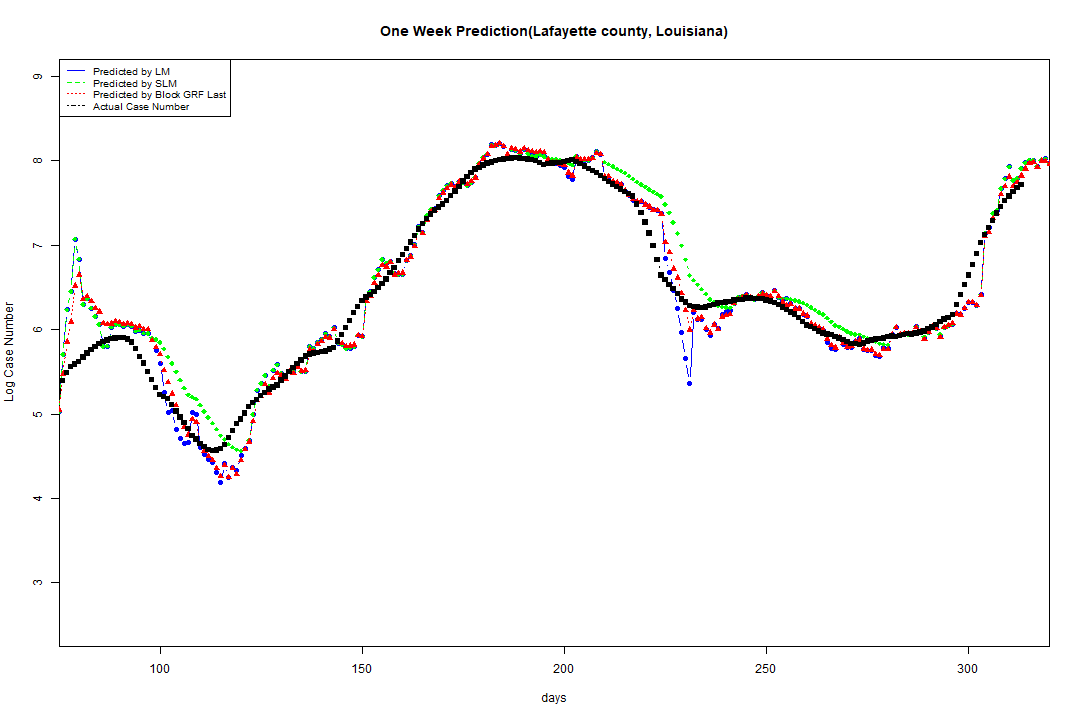 One Week Prediction(Lafayette county, Louisiana)
Predicted by LM
Predicted by SLM
Predicted by Block GRF Last
Actual Case Number
Log Case Number
9
8
7
6
5
4
3
100 150 200 250 300
days